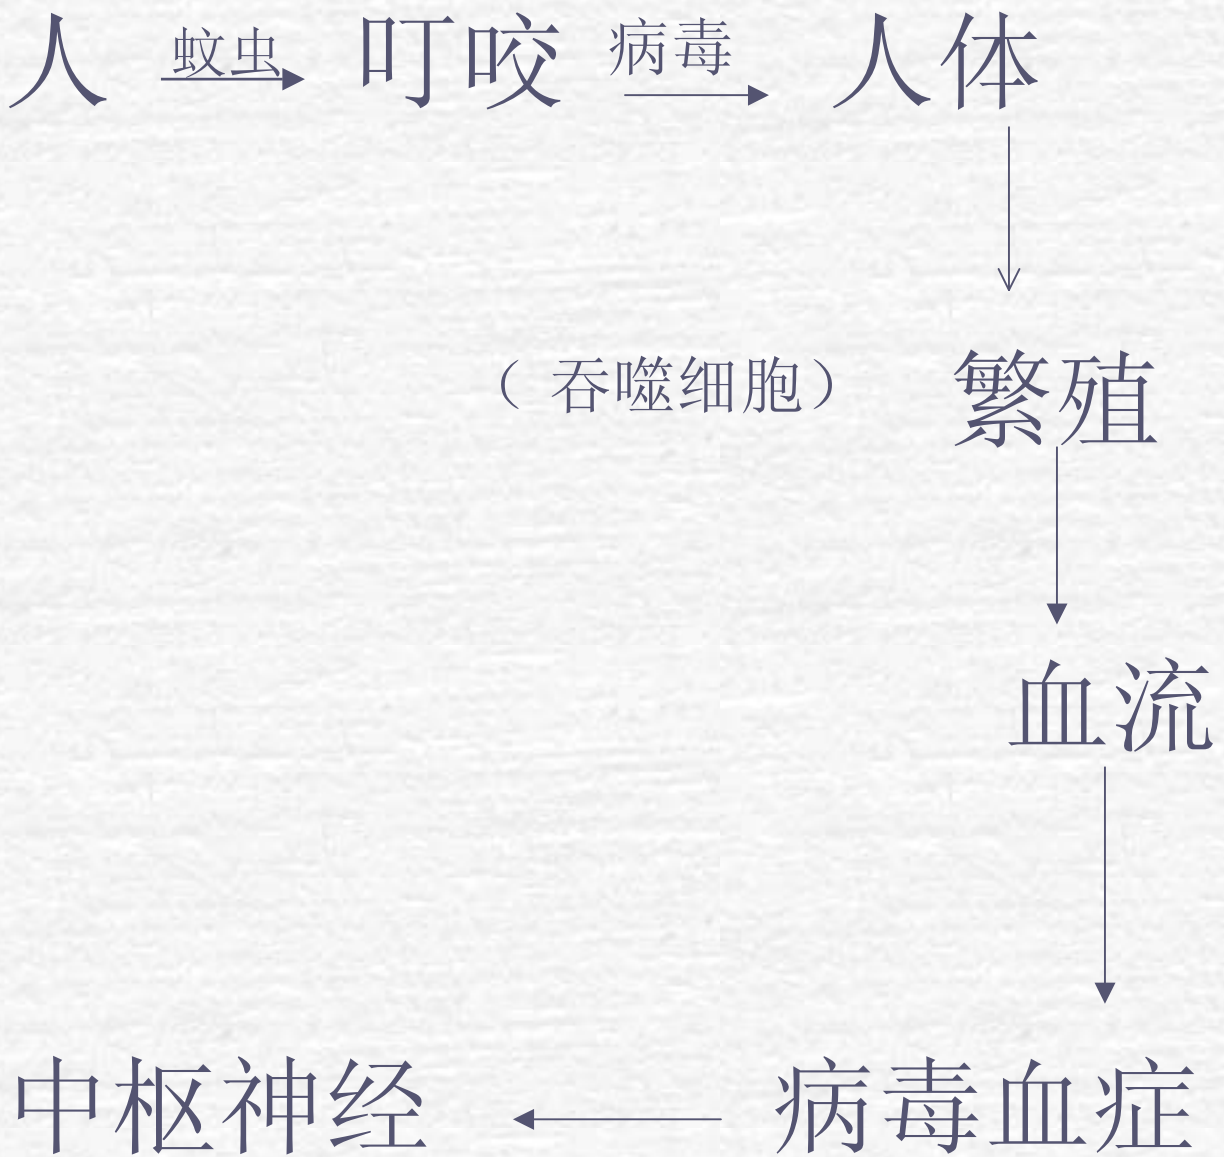 人 蚊虫 叮咬 病毒 人体
（ 吞噬细胞） 繁殖
血流
中枢神经 病毒血症